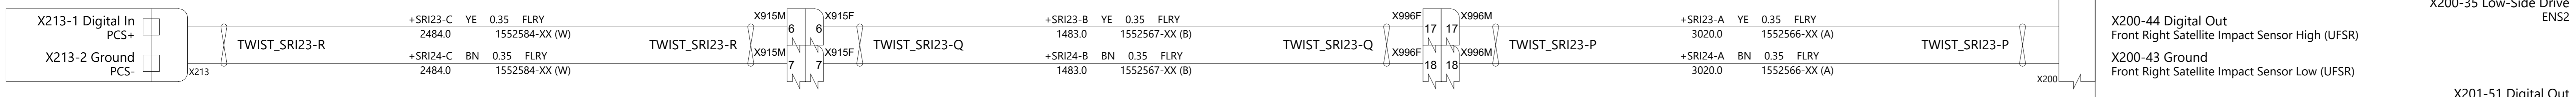 X213-1 Digital In
PCS+
X213-2 Ground
PCS-
X213
TWIST_SRI23-R
+SRI23-C YE 0.35 FLRY
2484.0 1552584-XX (W)
+SRI24-C BN 0.35 FLRY
2484.0 1552584-XX (W)
TWIST_SRI23-R
X915M 6 6 X915F
X915M 7 7 X915F
TWIST_SRI23-Q
+SRI23-B YE 0.35 FLRY
1483.0 1552567-XX (B)
+SRI24-B BN 0.35 FLRY
1483.0 1552567-XX (B)
TWIST_SRI23-Q
X996F 17 17 X996M
X996F 18 18 X996M
TWIST_SRI23-P
+SRI23-A YE 0.35 FLRY
3020.0 1552566-XX (A)
+SRI24-A BN 0.35 FLRY
3020.0 1552566-XX (A)
TWIST_SRI23-P
X200
X200-44 Digital Out
Front Right Satellite Impact Sensor High (UFSR)
X200-43 Ground
Front Right Satellite Impact Sensor Low (UFSR)
X200-35 Low-Side Drive
ENS2
X201-51 Digital Out